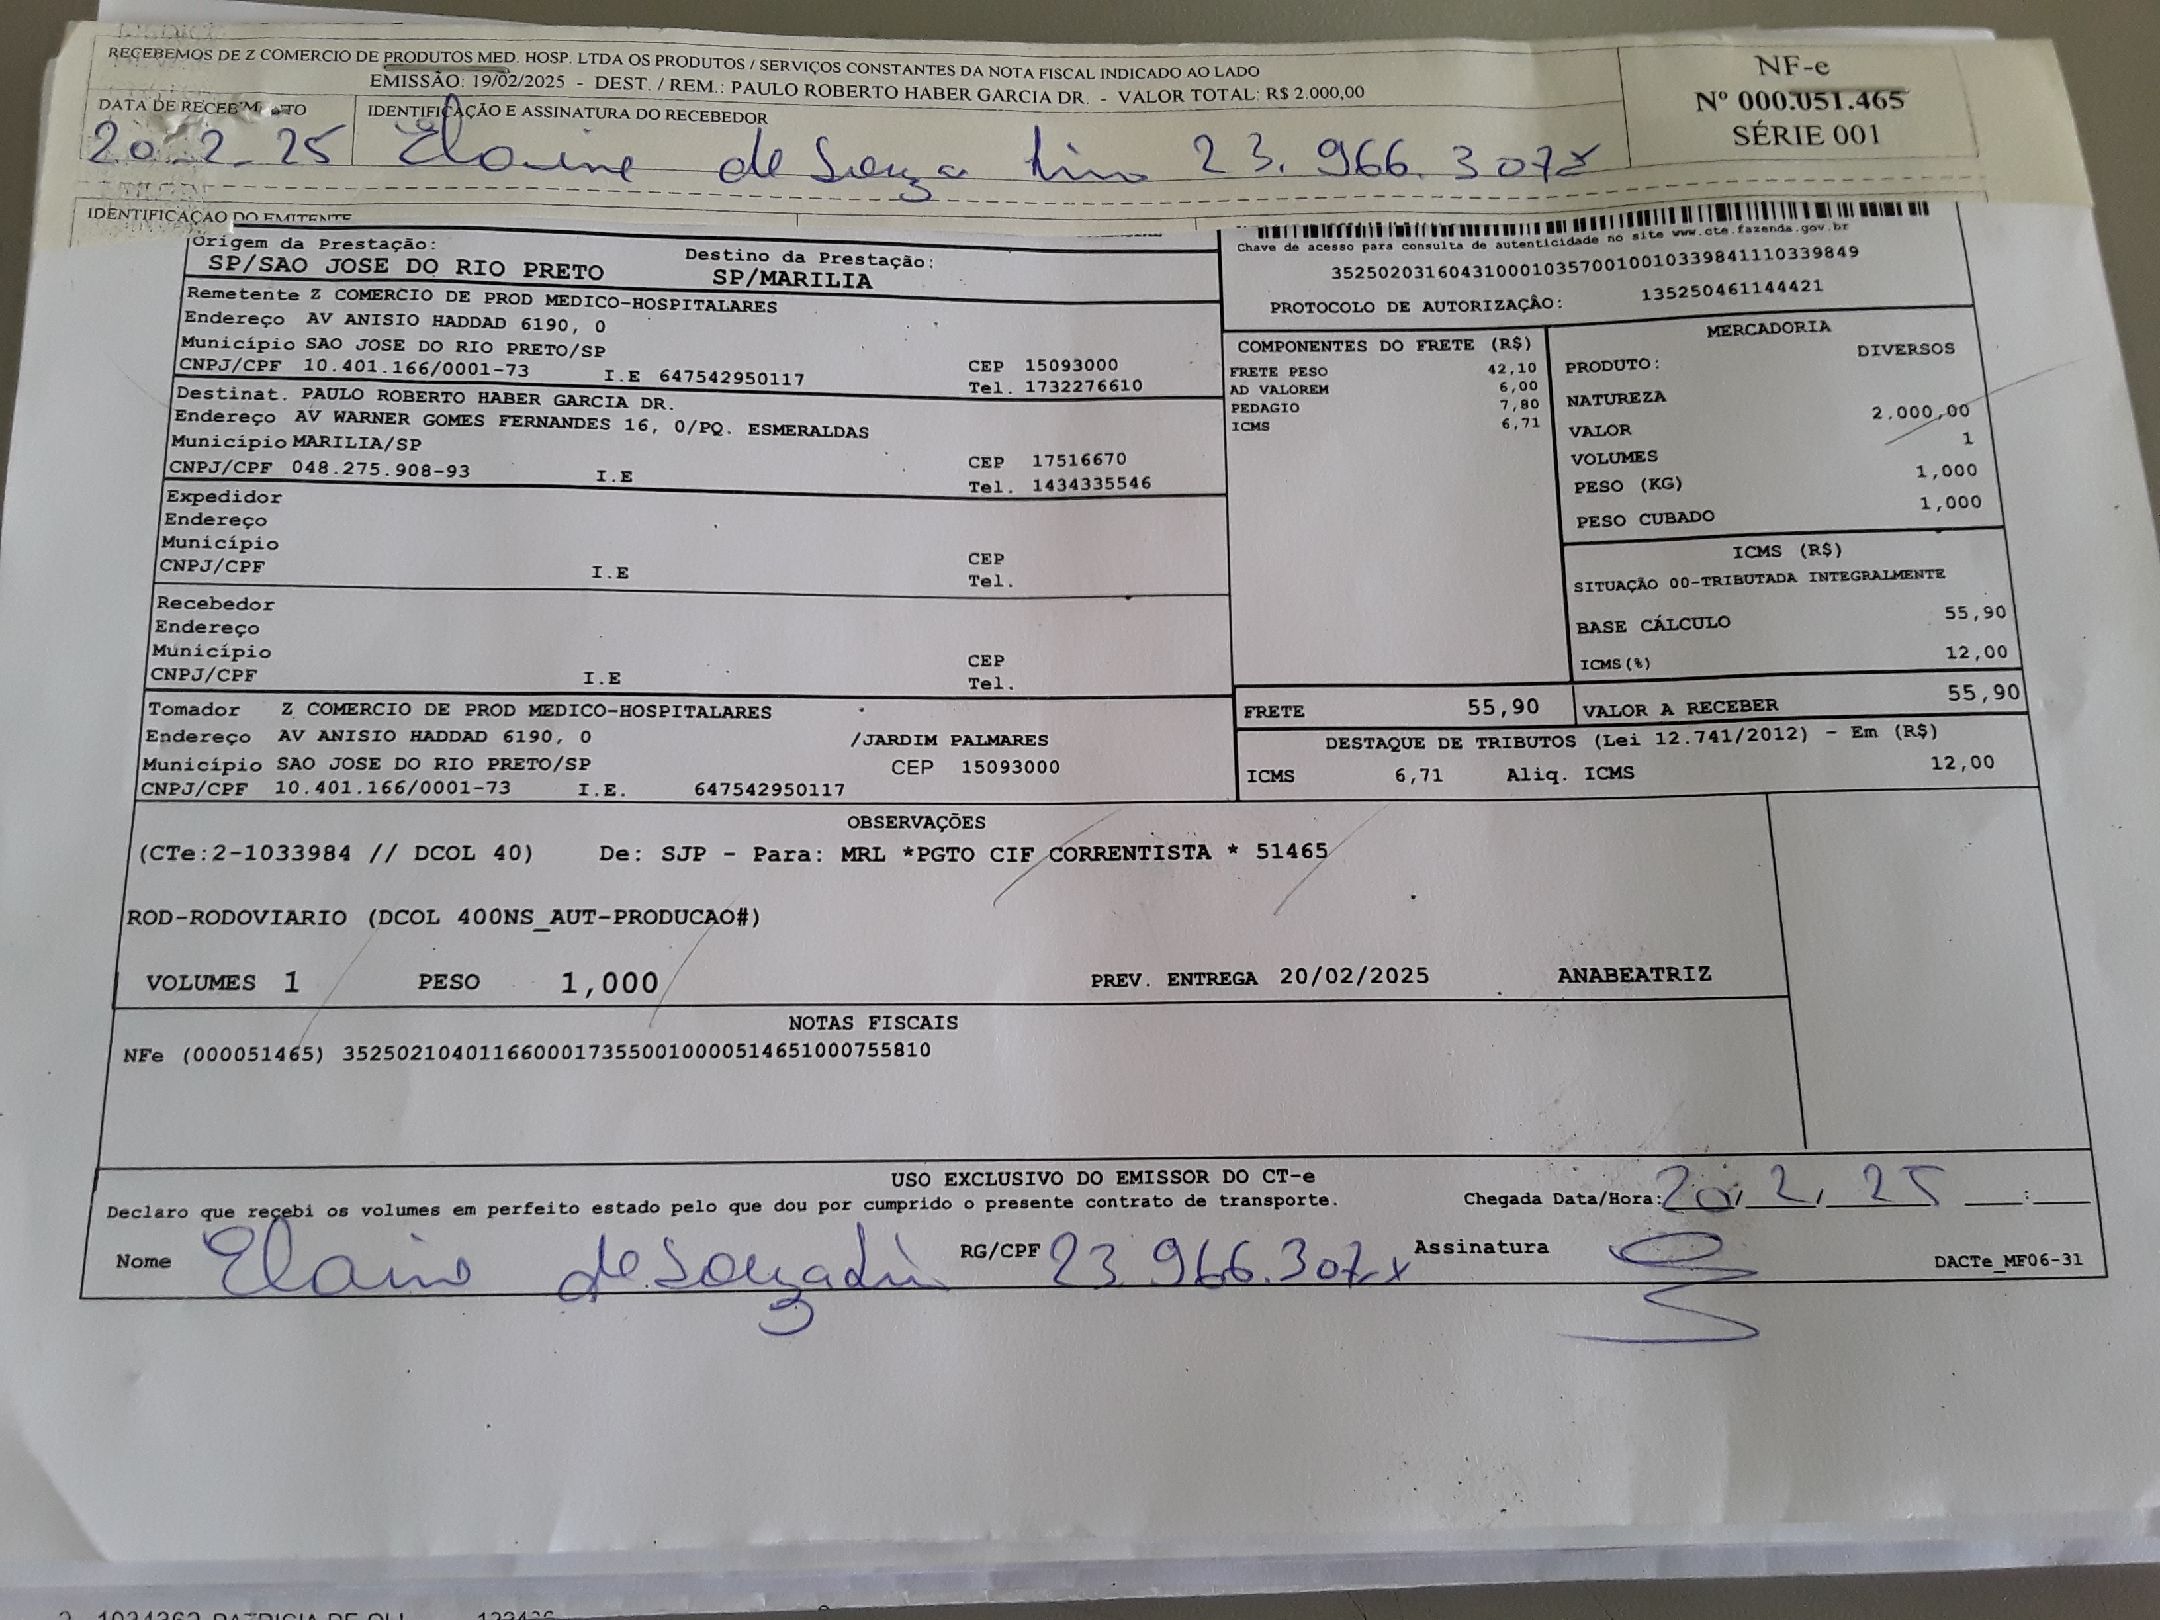 RECEBEMOS DE Z COMERCIO DE PRODUTOS MED. HOSP. LTDA OS PRODUTOS / SERVIÇOS CONSTANTES DA NOTA FISCAL INDICADO AO LADO
EMISSÃO: 19/02/2025 - DEST. / REM.: PAULO ROBERTO HABER GARCIA DR. - VALOR TOTAL: R$ 2.000,00
NF-e
Nº 000.051.465
SÉRIE 001
DATA DE RECEBIMENTO
IDENTIFICAÇÃO E ASSINATURA DO RECEBEDOR
20-2-25 Elaine de Souza 23.966.307x
IDENTIFICAÇÃO DO EMITENTE
Origem da Prestação:
SP/SAO JOSE DO RIO PRETO
Destino da Prestação:
SP/MARILIA
Chave de acesso para consulta de autenticidade no site www.cte.fazenda.gov.br
35250203160431000103570010010339841110339849
PROTOCOLO DE AUTORIZAÇÃO: 135250461144421
Remetente Z COMERCIO DE PROD MEDICO-HOSPITALARES
Endereço AV ANISIO HADDAD 6190, 0
Município SAO JOSE DO RIO PRETO/SP
CEP 15093000
CNPJ/CPF 10.401.166/0001-73 I.E 647542950117
Tel. 1732276610
Destinat. PAULO ROBERTO HABER GARCIA DR.
Endereço AV WARNER GOMES FERNANDES 16, 0/PQ. ESMERALDAS
Município MARILIA/SP
CEP 17516670
CNPJ/CPF 048.275.908-93 I.E
Tel. 1434335546
Expedidor
Endereço
Município
CEP
CNPJ/CPF I.E
Tel.
Recebedor
Endereço
Município
CEP
CNPJ/CPF I.E
Tel.
Tomador Z COMERCIO DE PROD MEDICO-HOSPITALARES
Endereço AV ANISIO HADDAD 6190, 0 /JARDIM PALMARES
Município SAO JOSE DO RIO PRETO/SP CEP 15093000
CNPJ/CPF 10.401.166/0001-73 I.E. 647542950117
COMPONENTES DO FRETE (R$)
FRETE PESO 42,10
AD VALOREM 6,00
PEDAGIO 7,80
ICMS 6,71
MERCADORIA
PRODUTO: DIVERSOS
NATUREZA
VALOR 2.000,00
VOLUMES 1
PESO (KG) 1,000
PESO CUBADO 1,000
ICMS (R$)
SITUAÇÃO 00-TRIBUTADA INTEGRALMENTE
BASE CÁLCULO 55,90
ICMS(%) 12,00
FRETE 55,90 VALOR A RECEBER 55,90
DESTAQUE DE TRIBUTOS (Lei 12.741/2012) - Em (R$)
ICMS 6,71 Aliq. ICMS 12,00
OBSERVAÇÕES
(CTe:2-1033984 // DCOL 40) De: SJP - Para: MRL *PGTO CIF CORRENTISTA * 51465
ROD-RODOVIARIO (DCOL 400NS_AUT-PRODUCAO#)
VOLUMES 1 PESO 1,000 PREV. ENTREGA 20/02/2025 ANABEATRIZ
NOTAS FISCAIS
NFe (000051465) 35250210401166000173550010000514651000755810
USO EXCLUSIVO DO EMISSOR DO CT-e
Declaro que recebi os volumes em perfeito estado pelo que dou por cumprido o presente contrato de transporte.
Chegada Data/Hora: 20, 2, 25 :
Nome Elaine de Souza RG/CPF 23.966.307x Assinatura
DACTe_MF06-31